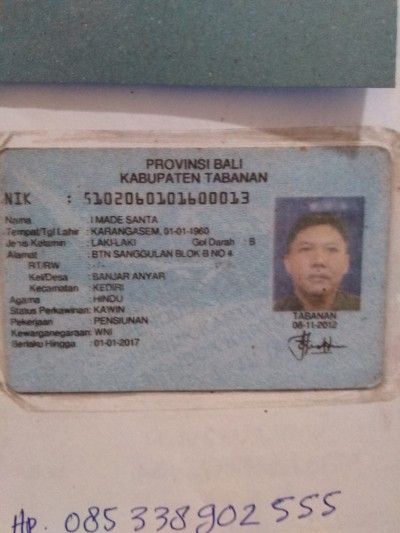 PROVINSI BALI
KABUPATEN TABANAN
NIK : 5102060101600013
Nama : I MADE SANTA
Tempat/Tgl Lahir : KARANGASEM, 01-01-1960
Jenis Kelamin : LAKI-LAKI Gol Darah : B
Alamat : BTN SANGGULAN BLOK B NO 4
RT/RW : -
Kel/Desa : BANJAR ANYAR
Kecamatan : KEDIRI
Agama : HINDU
Status Perkawinan: KAWIN
Pekerjaan : PENSIUNAN
Kewarganegaraan: WNI
Berlaku Hingga : 01-01-2017
TABANAN
08-11-2012
HP. 085 338902 555